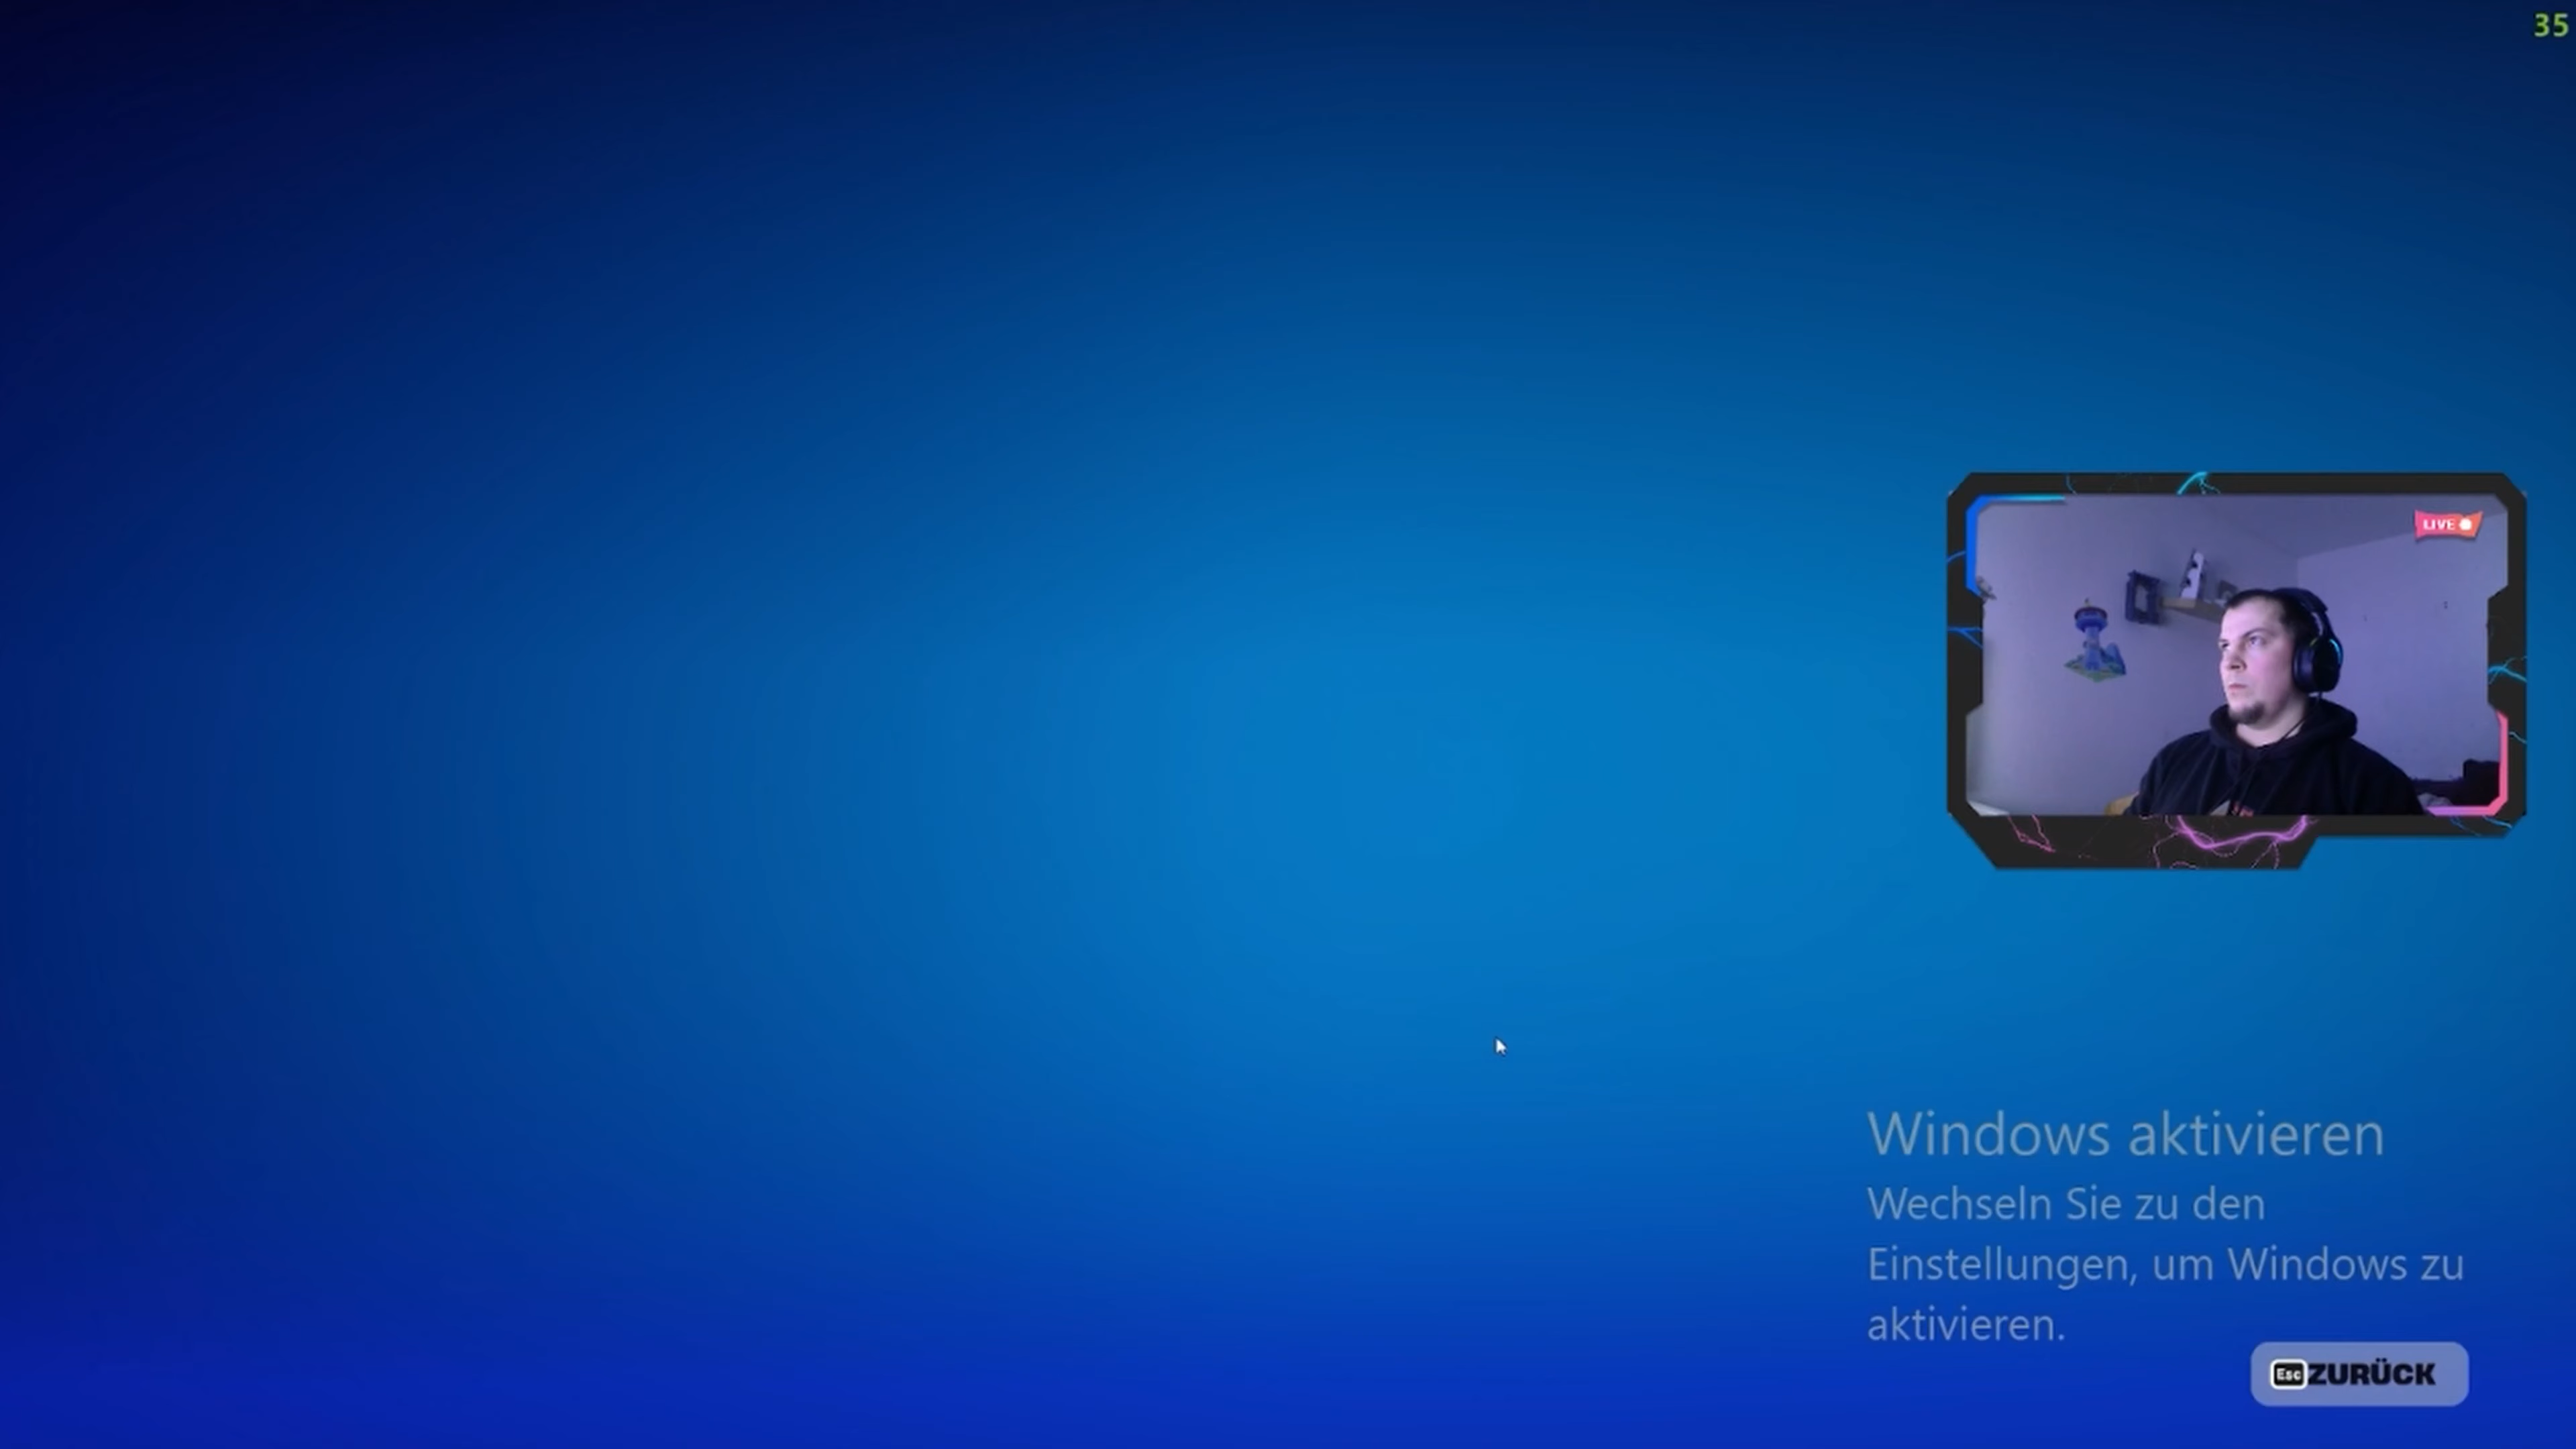 35
LIVE
Windows aktivieren
Wechseln Sie zu den
Einstellungen, um Windows zu
aktivieren.
Esc ZURÜCK